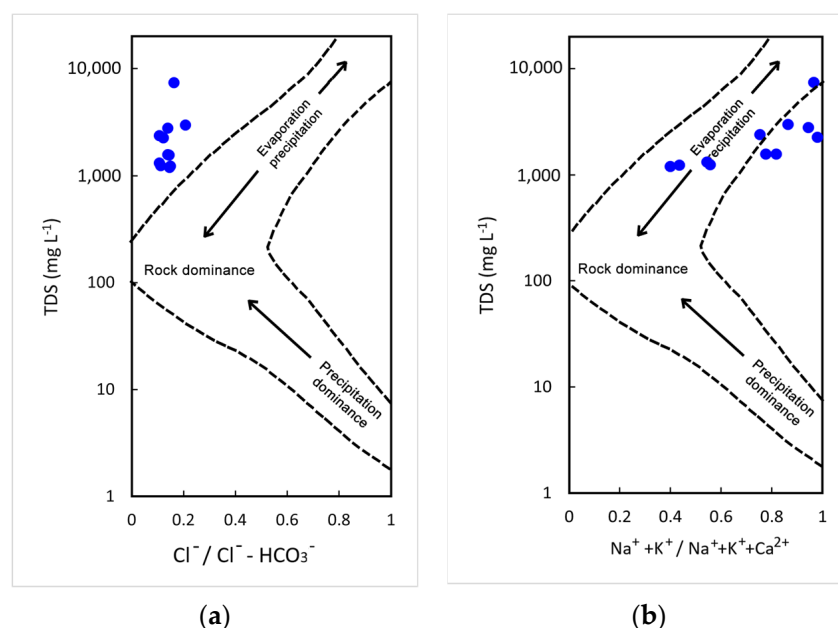 10,000
1,000
100
10
1
TDS (mg L⁻¹)
Evaporation
precipitation
Rock dominance
Precipitation
dominance
0 0.2 0.4 0.6 0.8 1
Cl⁻ / Cl⁻ - HCO₃⁻
(a)
10,000
1,000
100
10
1
TDS (mg L⁻¹)
Evaporation
precipitation
Rock dominance
Precipitation
dominance
0 0.2 0.4 0.6 0.8 1
Na⁺ +K⁺ / Na⁺+K⁺+Ca²⁺
(b)